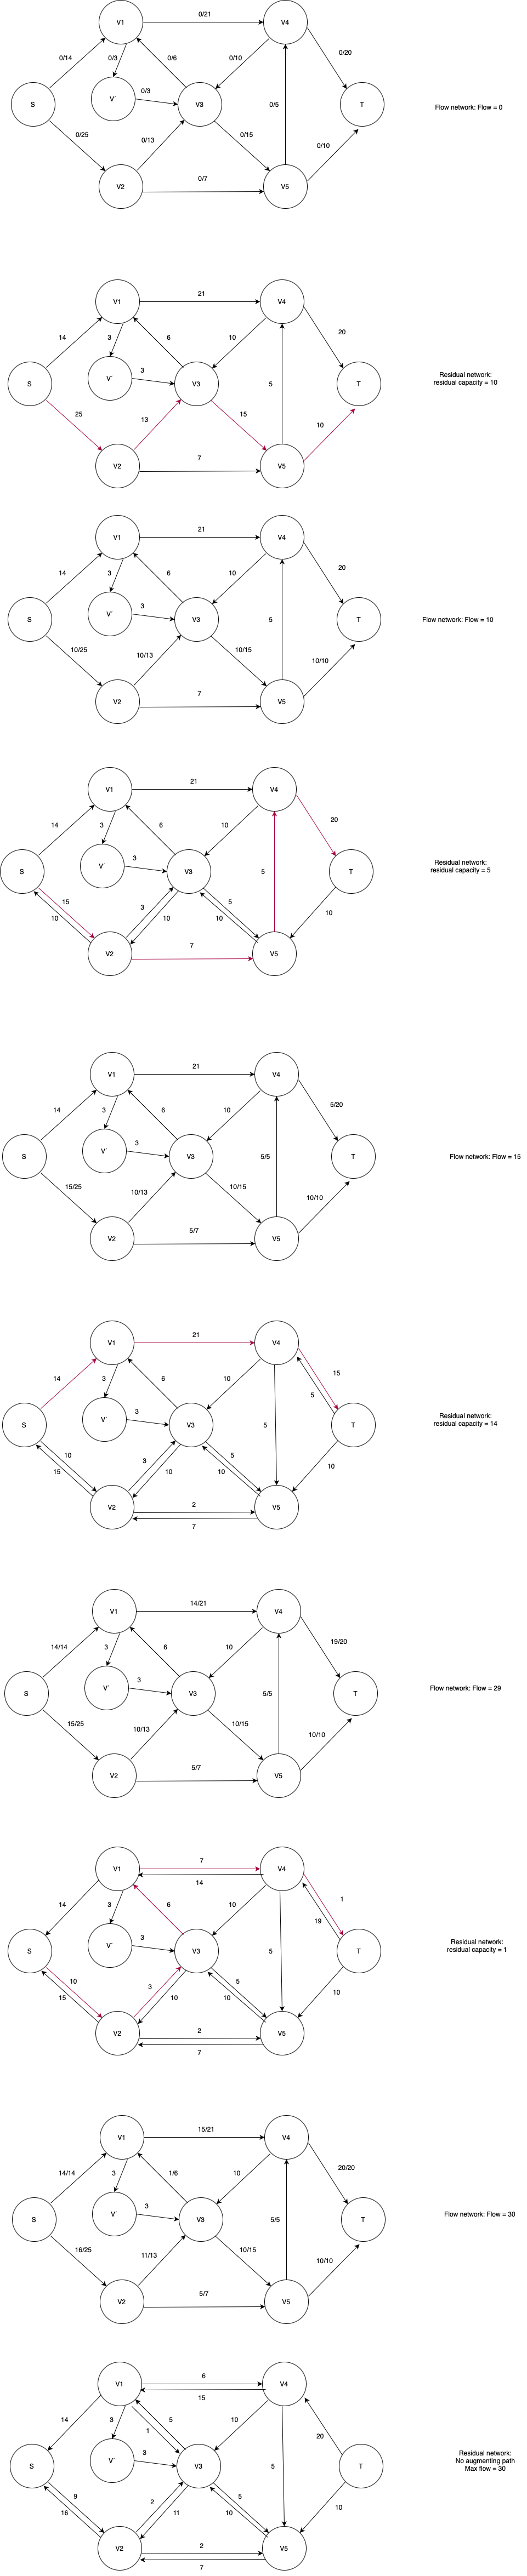 0/21
V1
V4
0/14
0/3
0/6
0/10
0/20
V´
0/3
S
V3
T
Flow network: Flow = 0
0/5
0/25
0/13
0/15
0/10
V2
0/7
V5
21
V1
V4
14
3
6
10
20
V´
3
S
V3
T
Residual network:
residual capacity = 10
5
25
13
15
10
V2
7
V5
21
V1
V4
14
3
6
10
20
V´
3
S
V3
T
Flow network: Flow = 10
5
10/25
10/13
10/15
10/10
V2
7
V5
21
V1
V4
14
3
6
10
20
V´
3
S
V3
T
Residual network:
residual capacity = 5
5
15
10
3
10
5
10
10
V2
7
V5
21
V1
V4
14
3
6
10
5/20
V´
3
S
V3
T
Flow network: Flow = 15
5/5
15/25
10/13
10/15
10/10
V2
5/7
V5
21
V1
V4
14
3
6
10
15
5
V´
3
S
V3
T
Residual network:
residual capacity = 14
5
10
15
3
10
5
10
10
V2
2
7
V5
14/21
V1
V4
14/14
3
6
10
19/20
V´
3
S
V3
T
Flow network: Flow = 29
5/5
15/25
10/13
10/15
10/10
V2
5/7
V5
7
V1
V4
14
14
3
6
10
1
19
V´
3
S
V3
T
Residual network:
residual capacity = 1
5
10
15
3
10
5
10
10
V2
2
7
V5
15/21
V1
V4
14/14
3
1/6
10
20/20
V´
3
S
V3
T
Flow network: Flow = 30
5/5
16/25
11/13
10/15
10/10
V2
5/7
V5
6
V1
V4
15
14
3
5
1
10
20
V´
3
S
V3
T
Residual network:
No augmenting path
Max flow = 30
5
9
16
2
11
5
10
10
V2
2
7
V5